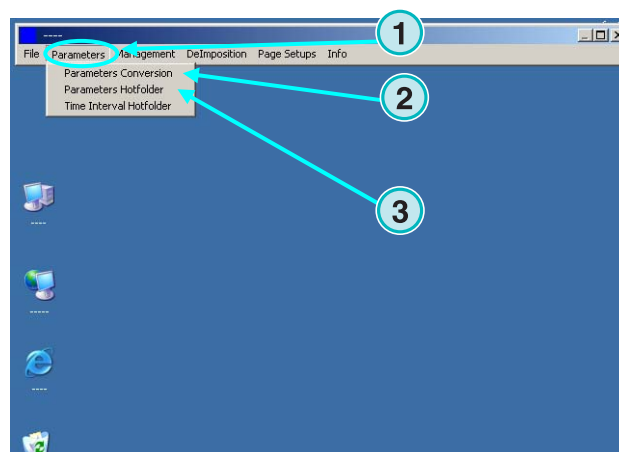 ----
File Parameters Management DeImposition Page Setups Info
Parameters Conversion
Parameters Hotfolder
Time Interval Hotfolder
1
2
3
----
-----
----